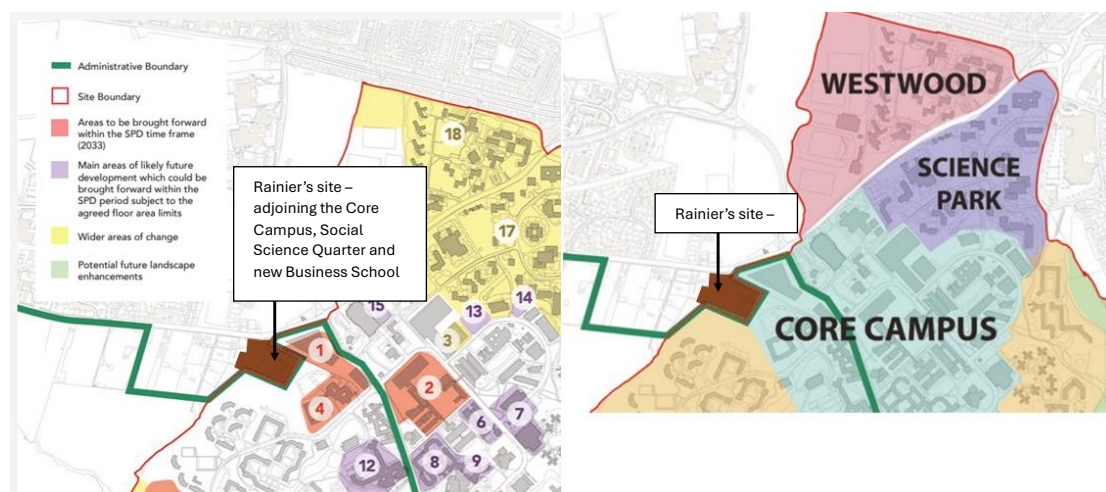 Administrative Boundary
Site Boundary
Areas to be brought forward
within the SPD time frame
(2033)
Main areas of likely future
development which could be
brought forward within the
SPD period subject to the
agreed floor area limits
Wider areas of change
Potential future landscape
enhancements
Rainier's site –
adjoining the Core
Campus, Social
Science Quarter and
new Business School
18
17
15
13
14
3
1
2
4
6
7
12
8
9
WESTWOOD
SCIENCE
PARK
Rainier's site –
CORE CAMPUS